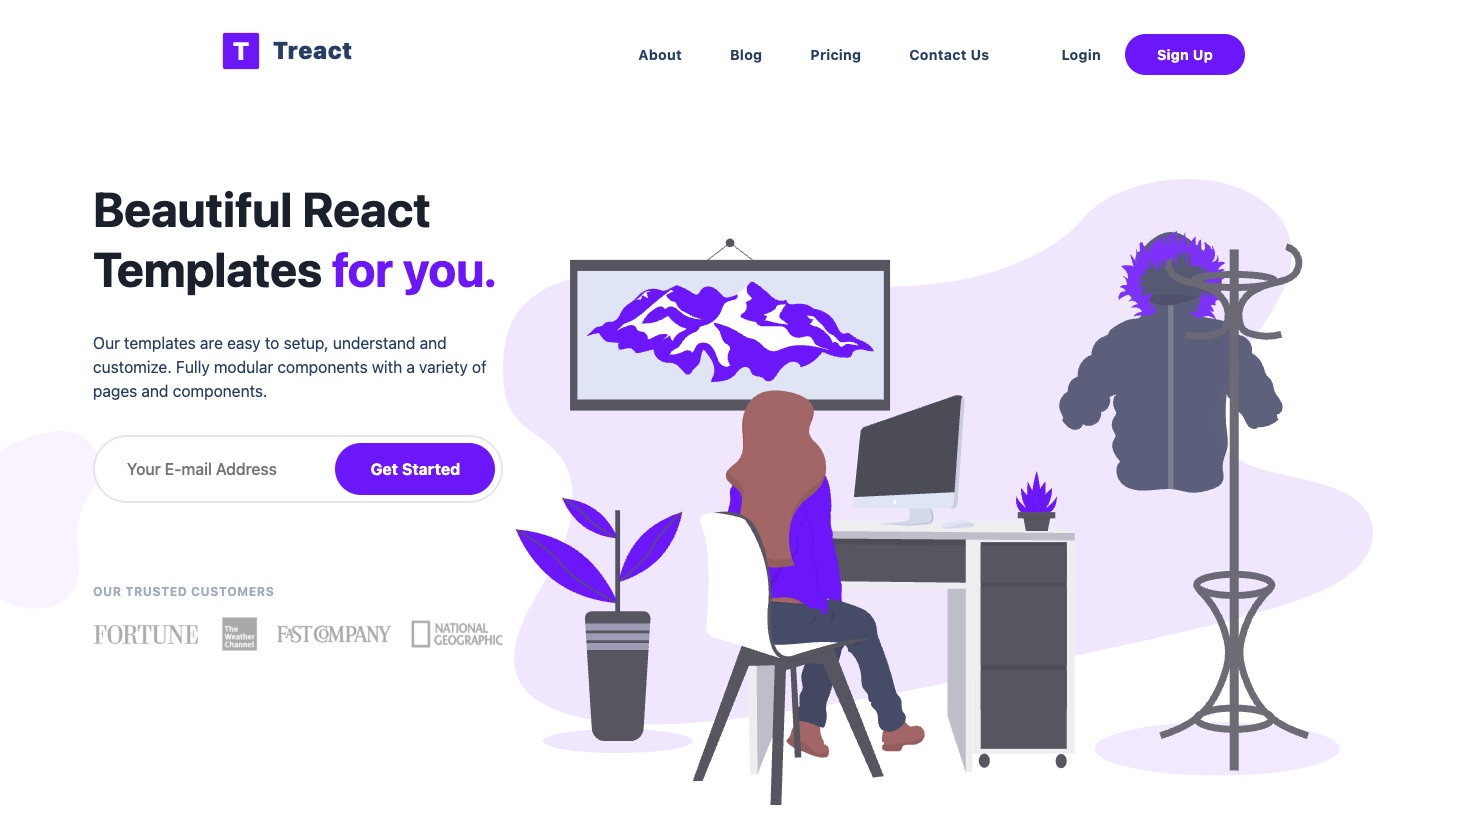 T Treact
About Blog Pricing Contact Us Login Sign Up
Beautiful React
Templates for you.
Our templates are easy to setup, understand and
customize. Fully modular components with a variety of
pages and components.
Your E-mail Address Get Started
OUR TRUSTED CUSTOMERS
FORTUNE
The
Weather
Channel
FAST COMPANY
NATIONAL
GEOGRAPHIC